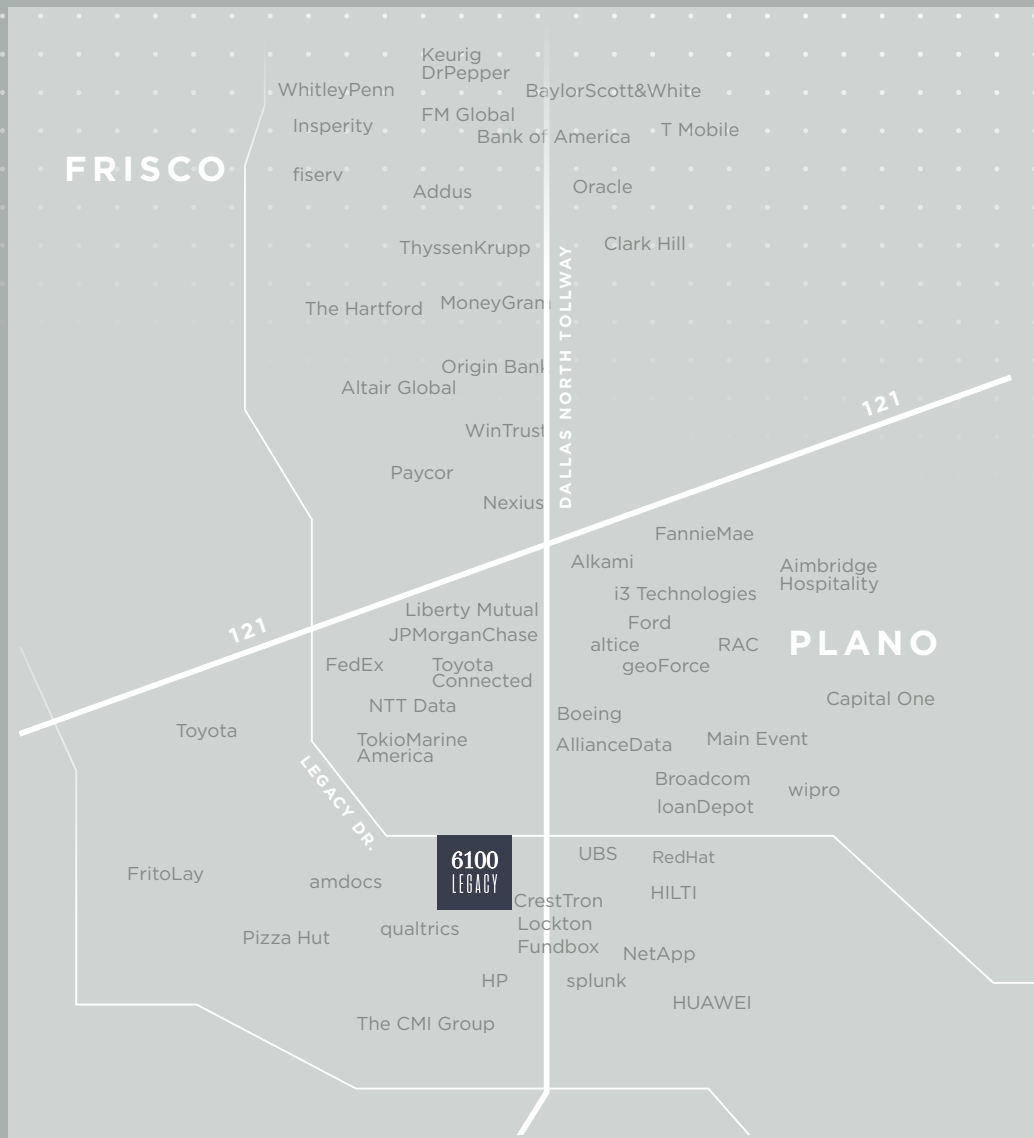 Keurig
DrPepper
WhitleyPenn
BaylorScott&White
FM Global
Insperity
Bank of America
T Mobile
FRISCO
fiserv
Addus
Oracle
ThyssenKrupp
Clark Hill
DALLAS NORTH TOLLWAY
The Hartford
MoneyGram
Origin Bank
Altair Global
121
WinTrust
Paycor
Nexius
FannieMae
Alkami
Aimbridge
Hospitality
i3 Technologies
Liberty Mutual
Ford
121
JPMorganChase
altice
RAC
PLANO
FedEx
Toyota
Connected
geoForce
Capital One
NTT Data
Boeing
Toyota
TokioMarine
America
AllianceData
Main Event
LEGACY DR.
Broadcom
wipro
loanDepot
6100
LEGACY
UBS
RedHat
FritoLay
amdocs
HILTI
CrestTron
Lockton
Fundbox
qualtrics
Pizza Hut
NetApp
HP
splunk
HUAWEI
The CMI Group